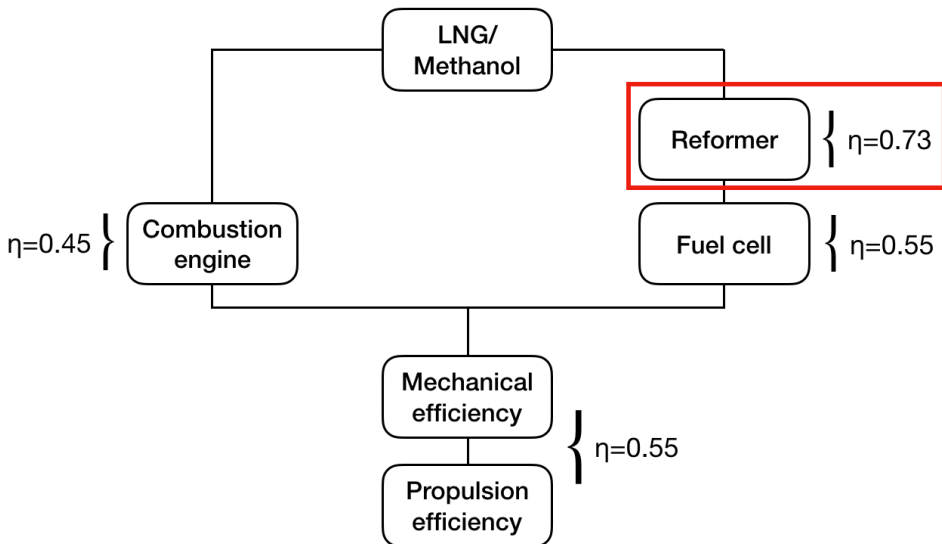 LNG/
Methanol
Reformer
η=0.73
η=0.45
Combustion
engine
Fuel cell
η=0.55
Mechanical
efficiency
η=0.55
Propulsion
efficiency